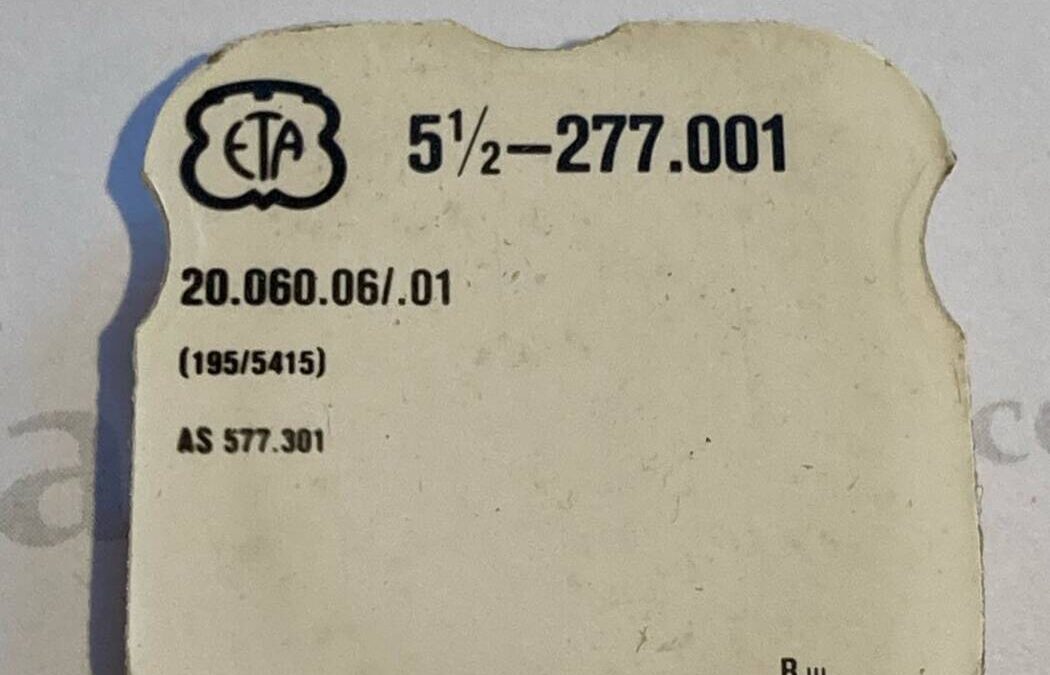 ETA 5½–277.001
20.060.06/.01
(195/5415)
AS 577.301